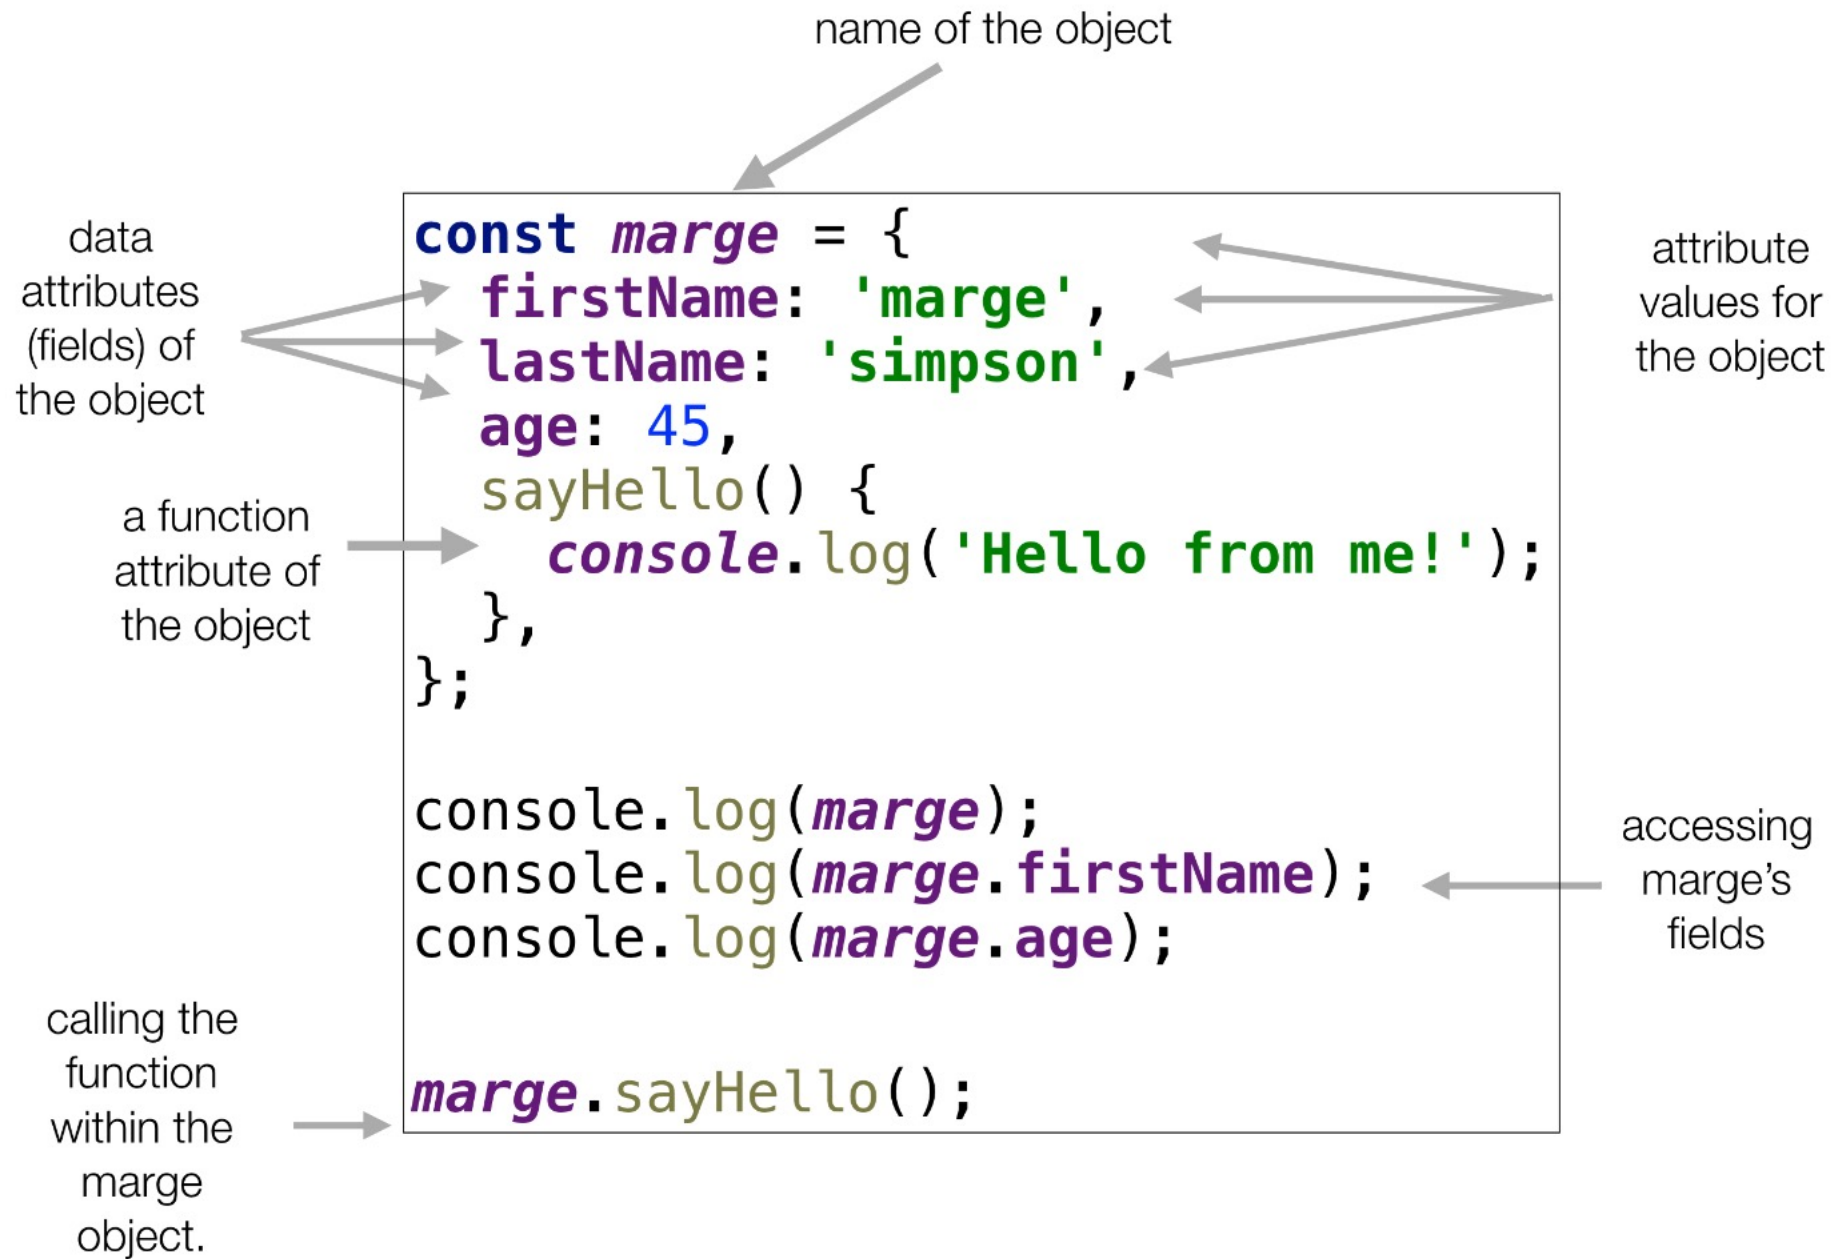 name of the object
data
attributes
(fields) of
the object
const marge = {
  firstName: 'marge',
  lastName: 'simpson',
  age: 45,
  sayHello() {
    console.log('Hello from me!');
  },
};
attribute
values for
the object
a function
attribute of
the object
console.log(marge);
console.log(marge.firstName);
console.log(marge.age);
accessing
marge’s
fields
calling the
function
within the
marge
object.
marge.sayHello();